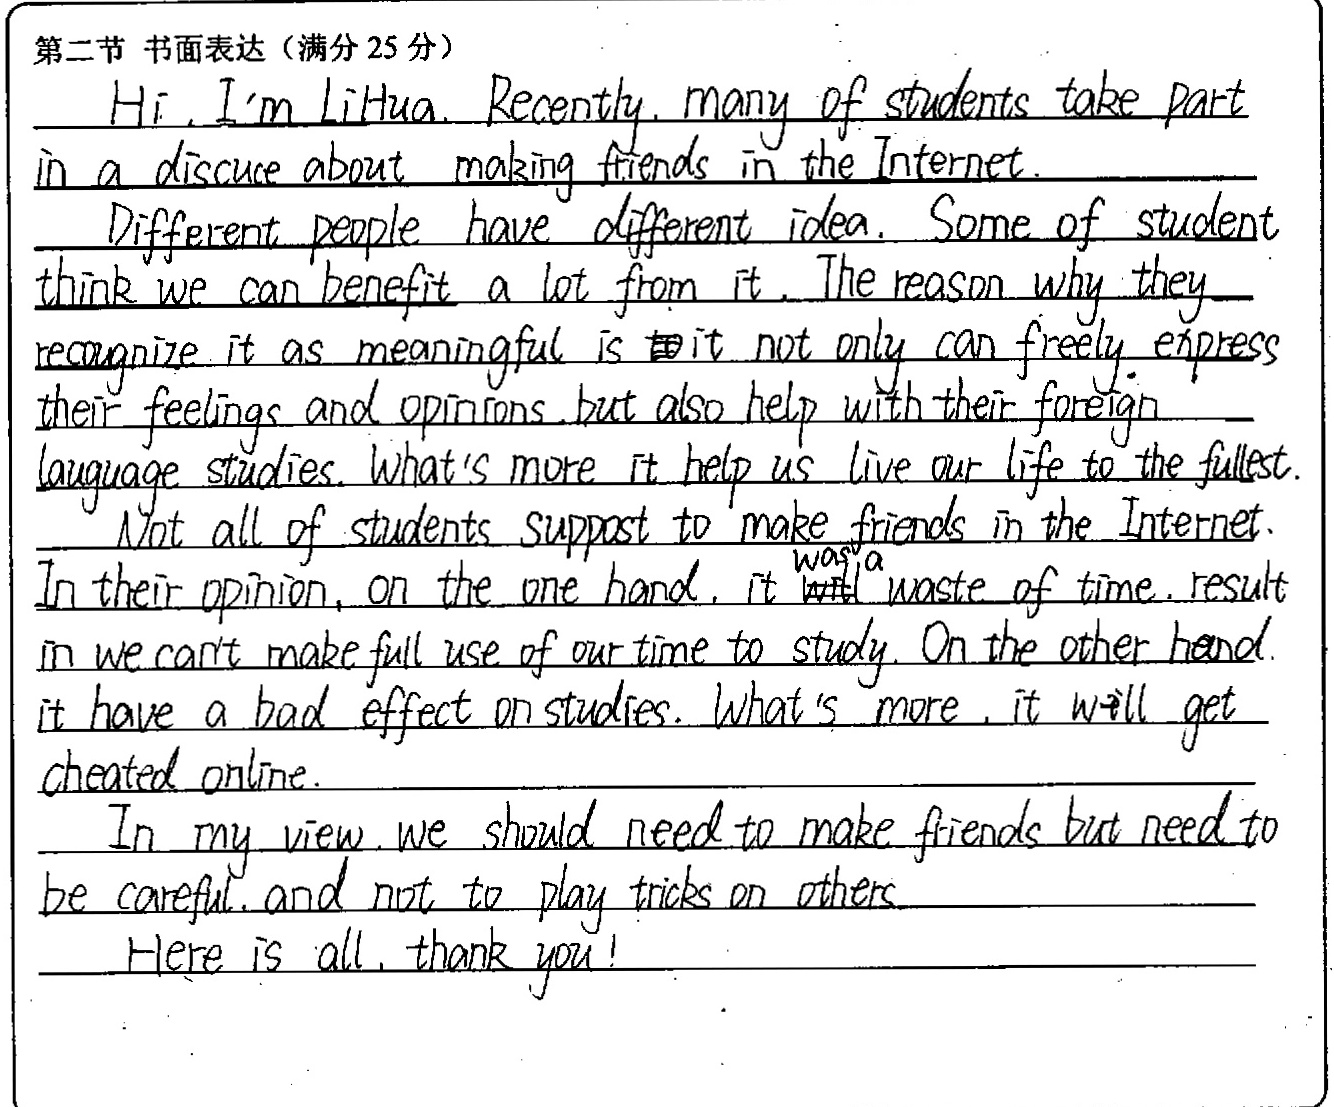 第二节 书面表达（满分 25 分）
Hi, I'm LiHua. Recently, many of students take part
in a discuce about making friends in the Internet.
Different people have different idea. Some of student
think we can benefit a lot from it. The reason why they
recougnize it as meaningful is it not only can freely express
their feelings and opinions, but also help with their foreign
lauguage studies. What's more it help us live our life to the fullest.
Not all of students suppost to make friends in the Internet.
In their opinion, on the one hand, it was a waste of time, result
in we can't make full use of our time to study. On the other hand,
it have a bad effect on studies. What's more, it will get
cheated online.
In my view, we should need to make friends but need to
be careful, and not to play tricks on others
Here is all, thank you!